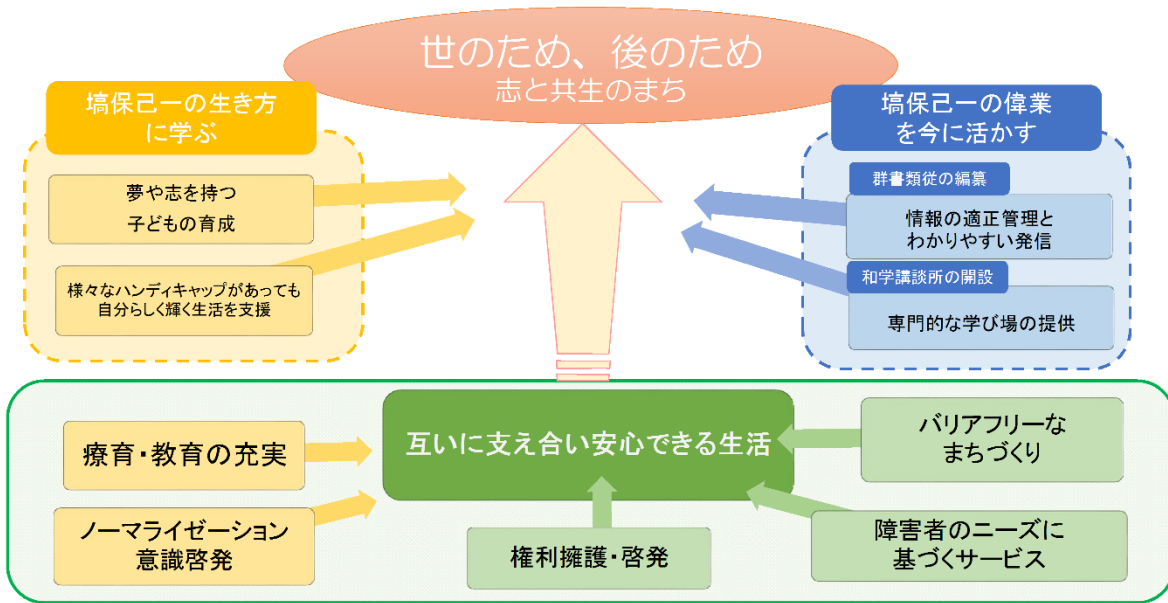 世のため、後のため
志と共生のまち
塙保己一の生き方
に学ぶ
夢や志を持つ
子どもの育成
様々なハンディキャップがあっても
自分らしく輝く生活を支援
塙保己一の偉業
を今に活かす
群書類従の編纂
情報の適正管理と
わかりやすい発信
和学講談所の開設
専門的な学び場の提供
互いに支え合い安心できる生活
療育・教育の充実
ノーマライゼーション
意識啓発
権利擁護・啓発
バリアフリーな
まちづくり
障害者のニーズに
基づくサービス